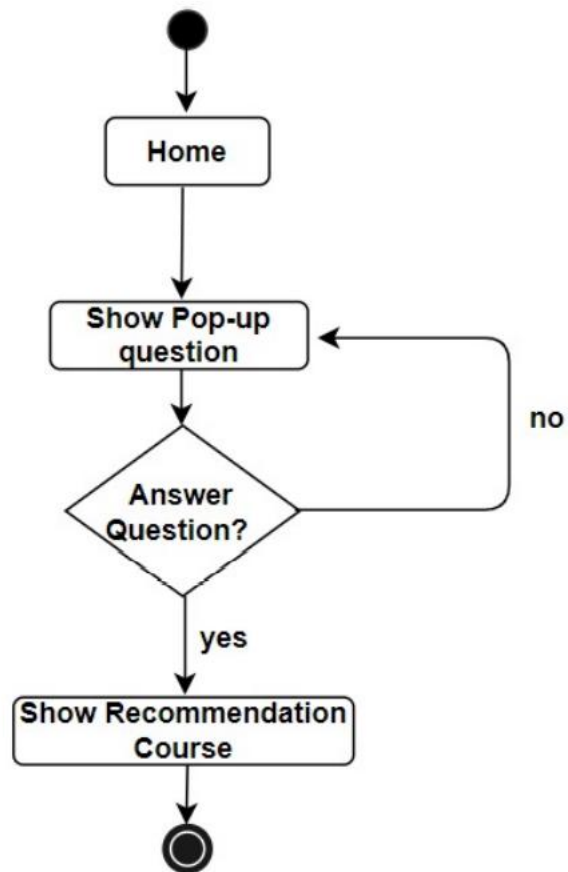 Home
Show Pop-up
question
no
Answer
Question?
yes
Show Recommendation
Course